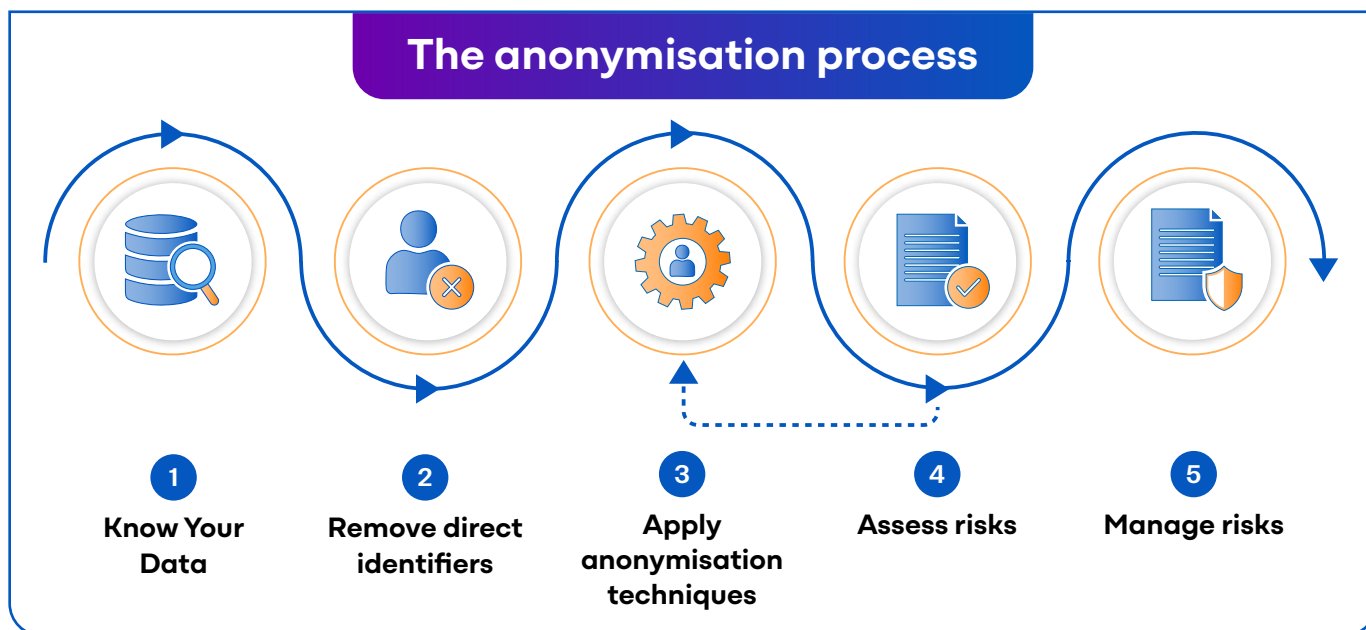 The anonymisation process
1
Know Your
Data
2
Remove direct
identifiers
3
Apply
anonymisation
techniques
4
Assess risks
5
Manage risks